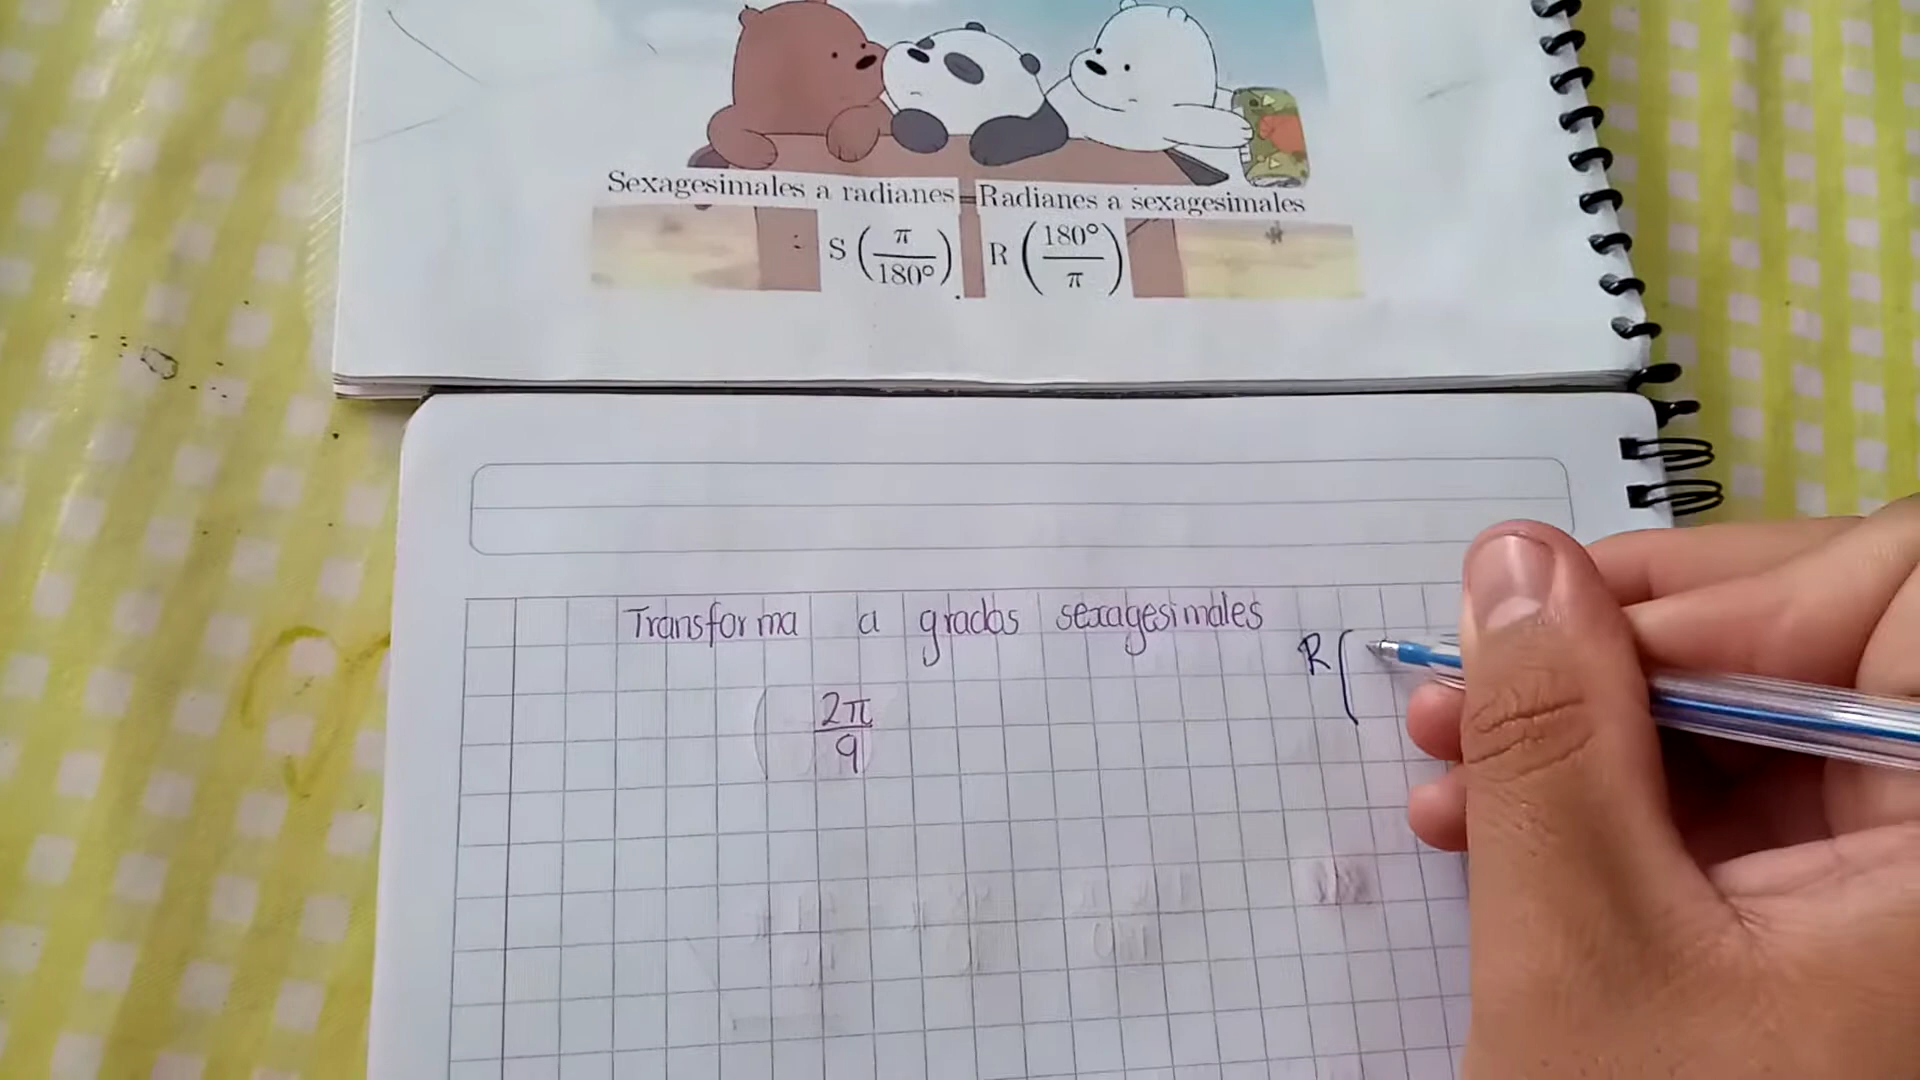 Sexagesimales a radianes
Radianes a sexagesimales
S (π/180°).
R (180°/π)
Transforma a grados sexagesimales
R (
2π/9